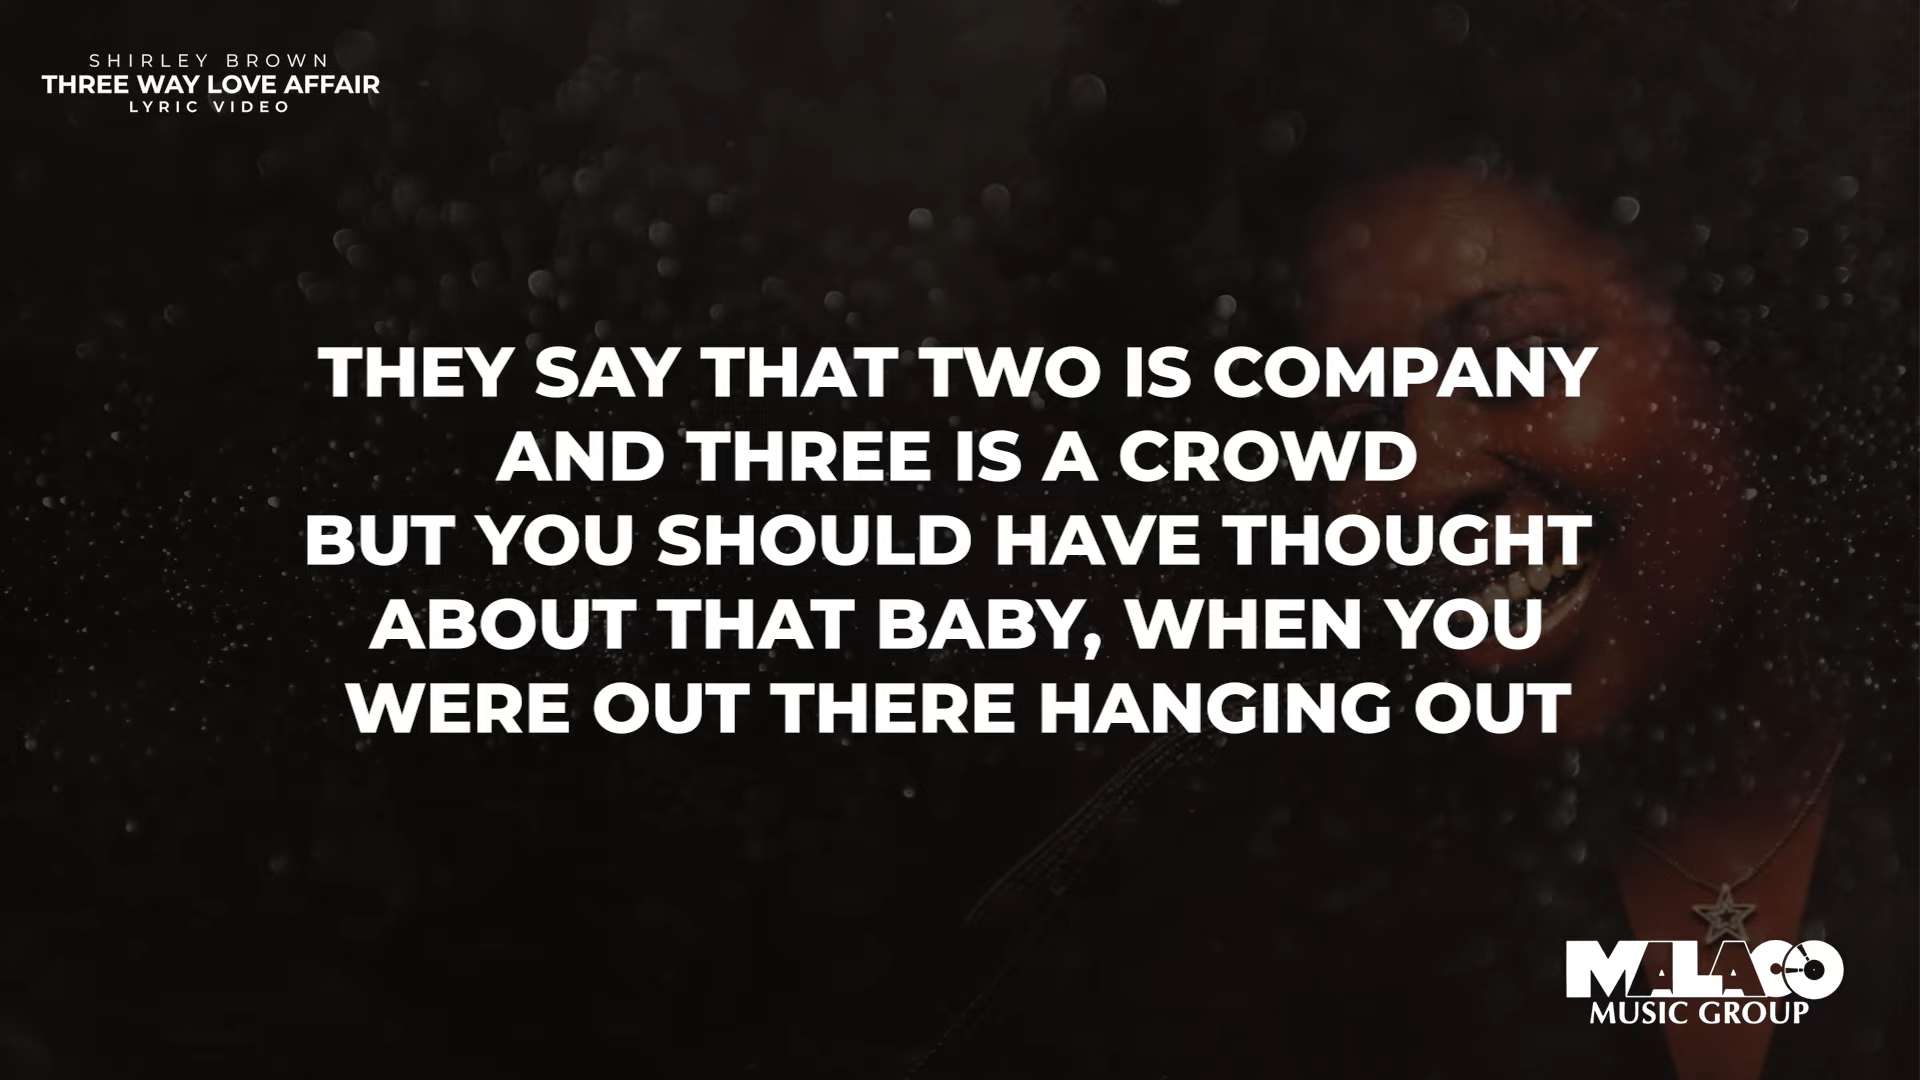 SHIRLEY BROWN
THREE WAY LOVE AFFAIR
LYRIC VIDEO
THEY SAY THAT TWO IS COMPANY
AND THREE IS A CROWD
BUT YOU SHOULD HAVE THOUGHT
ABOUT THAT BABY, WHEN YOU
WERE OUT THERE HANGING OUT
MALACO
MUSIC GROUP